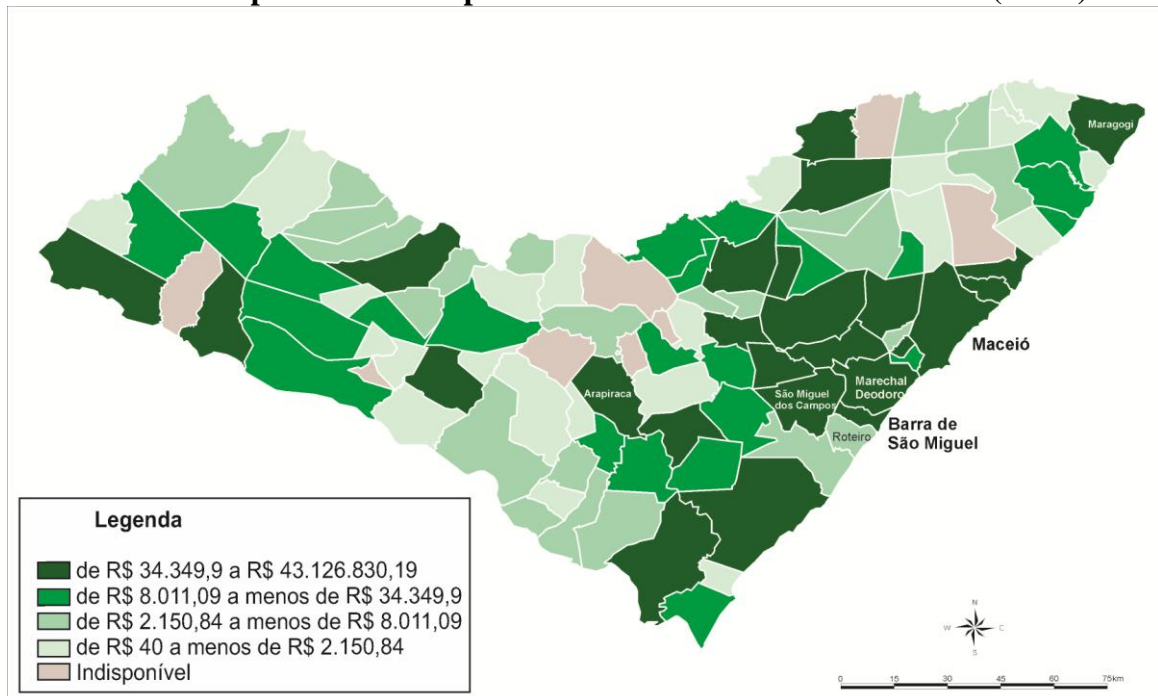 Maragogi
Maceió
Arapiraca
São Miguel
dos Campos
Marechal
Deodoro
Barra de
São Miguel
Roteiro
Legenda
de R$ 34.349,9 a R$ 43.126.830,19
de R$ 8.011,09 a menos de R$ 34.349,9
de R$ 2.150,84 a menos de R$ 8.011,09
de R$ 40 a menos de R$ 2.150,84
Indisponível
N
W C
S
0 15 30 45 60 75km